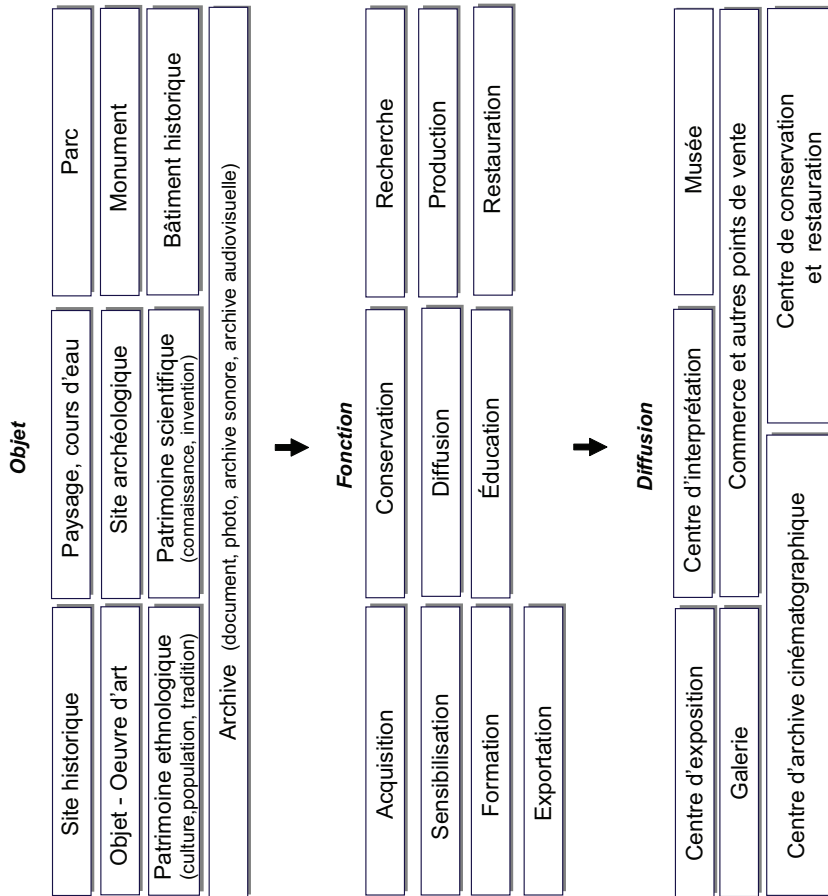 Objet
Site historique
Paysage, cours d'eau
Parc
Objet - Oeuvre d'art
Site archéologique
Monument
Patrimoine ethnologique
(culture,population, tradition)
Patrimoine scientifique
(connaissance, invention)
Bâtiment historique
Archive (document, photo, archive sonore, archive audiovisuelle)
Fonction
Acquisition
Conservation
Recherche
Sensibilisation
Diffusion
Production
Formation
Éducation
Restauration
Exportation
Diffusion
Centre d'exposition
Centre d'interprétation
Musée
Galerie
Commerce et autres points de vente
Centre d'archive cinématographique
Centre de conservation
et restauration